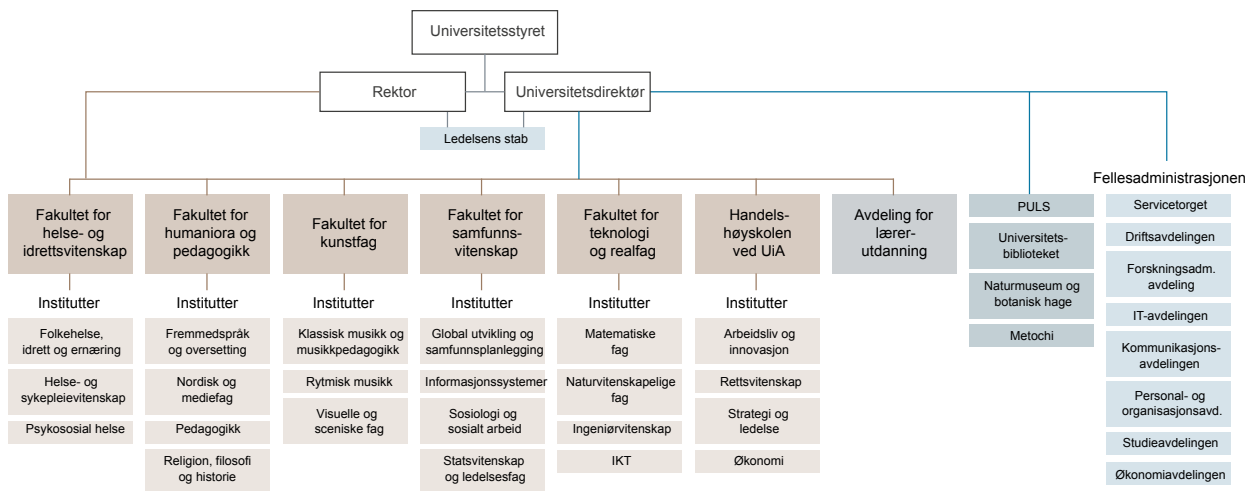 Universitetsstyret
Rektor
Universitetsdirektør
Ledelsens stab
Fakultet for
helse- og
idrettsvitenskap
Institutter
Folkehelse,
idrett og ernæring
Helse- og
sykepleievitenskap
Psykososial helse
Fakultet for
humaniora og
pedagogikk
Institutter
Fremmedspråk
og oversetting
Nordisk og
mediefag
Pedagogikk
Religion, filosofi
og historie
Fakultet for
kunstfag
Institutter
Klassisk musikk og
musikkpedagogikk
Rytmisk musikk
Visuelle og
sceniske fag
Fakultet for
samfunns-
vitenskap
Institutter
Global utvikling og
samfunnsplanlegging
Informasjonssystemer
Sosiologi og
sosialt arbeid
Statsvitenskap
og ledelsesfag
Fakultet for
teknologi
og realfag
Institutter
Matematiske
fag
Naturvitenskapelige
fag
Ingeniørvitenskap
IKT
Handels-
høyskolen
ved UiA
Institutter
Arbeidsliv og
innovasjon
Rettsvitenskap
Strategi og
ledelse
Økonomi
Avdeling for
lærer-
utdanning
PULS
Universitets-
biblioteket
Naturmuseum og
botanisk hage
Metochi
Fellesadministrasjonen
Servicetorget
Driftsavdelingen
Forskningsadm.
avdeling
IT-avdelingen
Kommunikasjons-
avdelingen
Personal- og
organisasjonsavd.
Studieavdelingen
Økonomiavdelingen